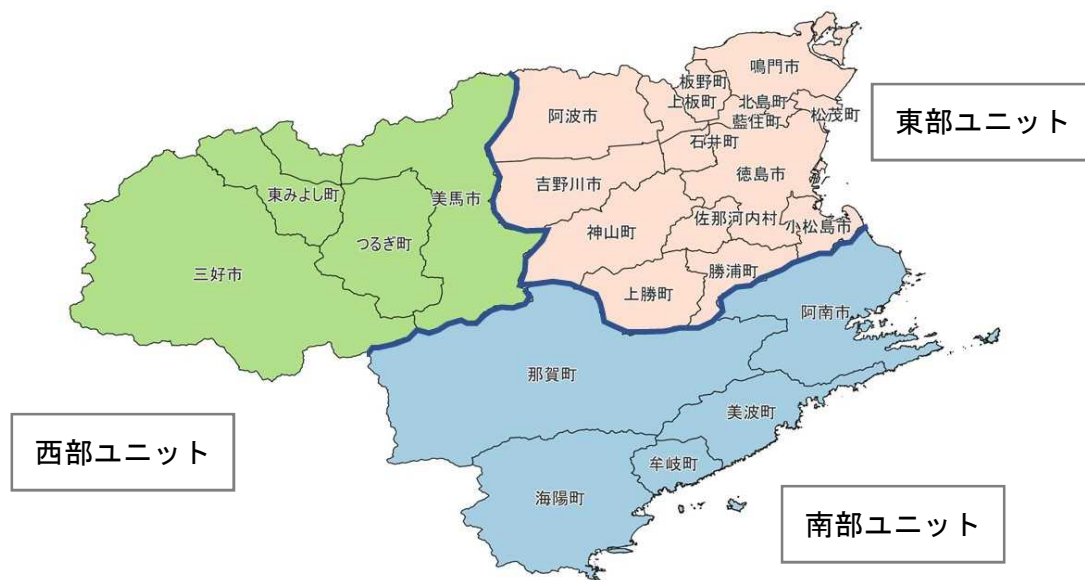 鳴門市
板野町
上板町
北島町
松茂町
藍住町
阿波市
石井町
東部ユニット
徳島市
吉野川市
美馬市
東みよし町
佐那河内村
小松島市
神山町
つるぎ町
三好市
勝浦町
上勝町
阿南市
那賀町
美波町
西部ユニット
牟岐町
海陽町
南部ユニット